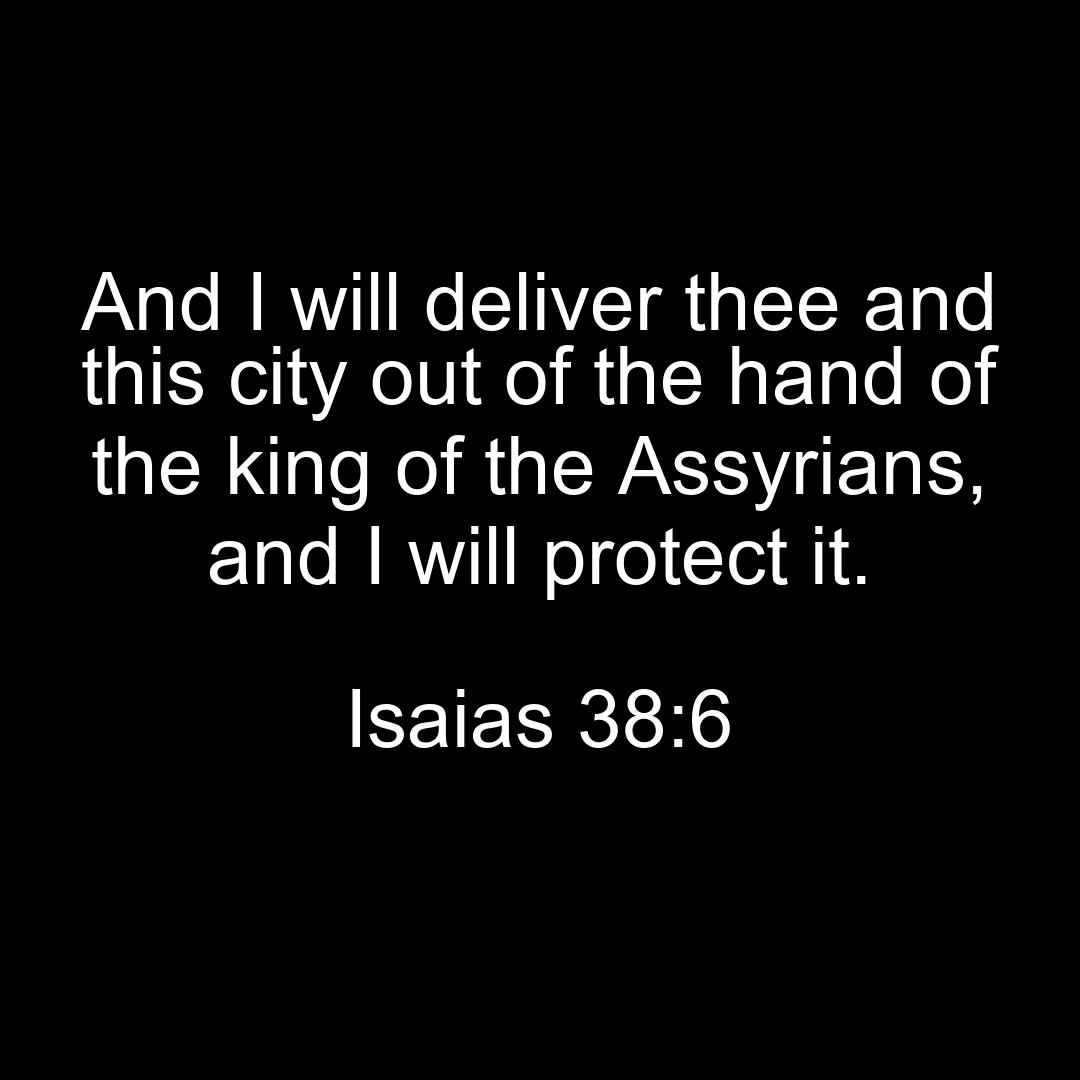 And I will deliver thee and
this city out of the hand of
the king of the Assyrians,
and I will protect it.
Isaias 38:6